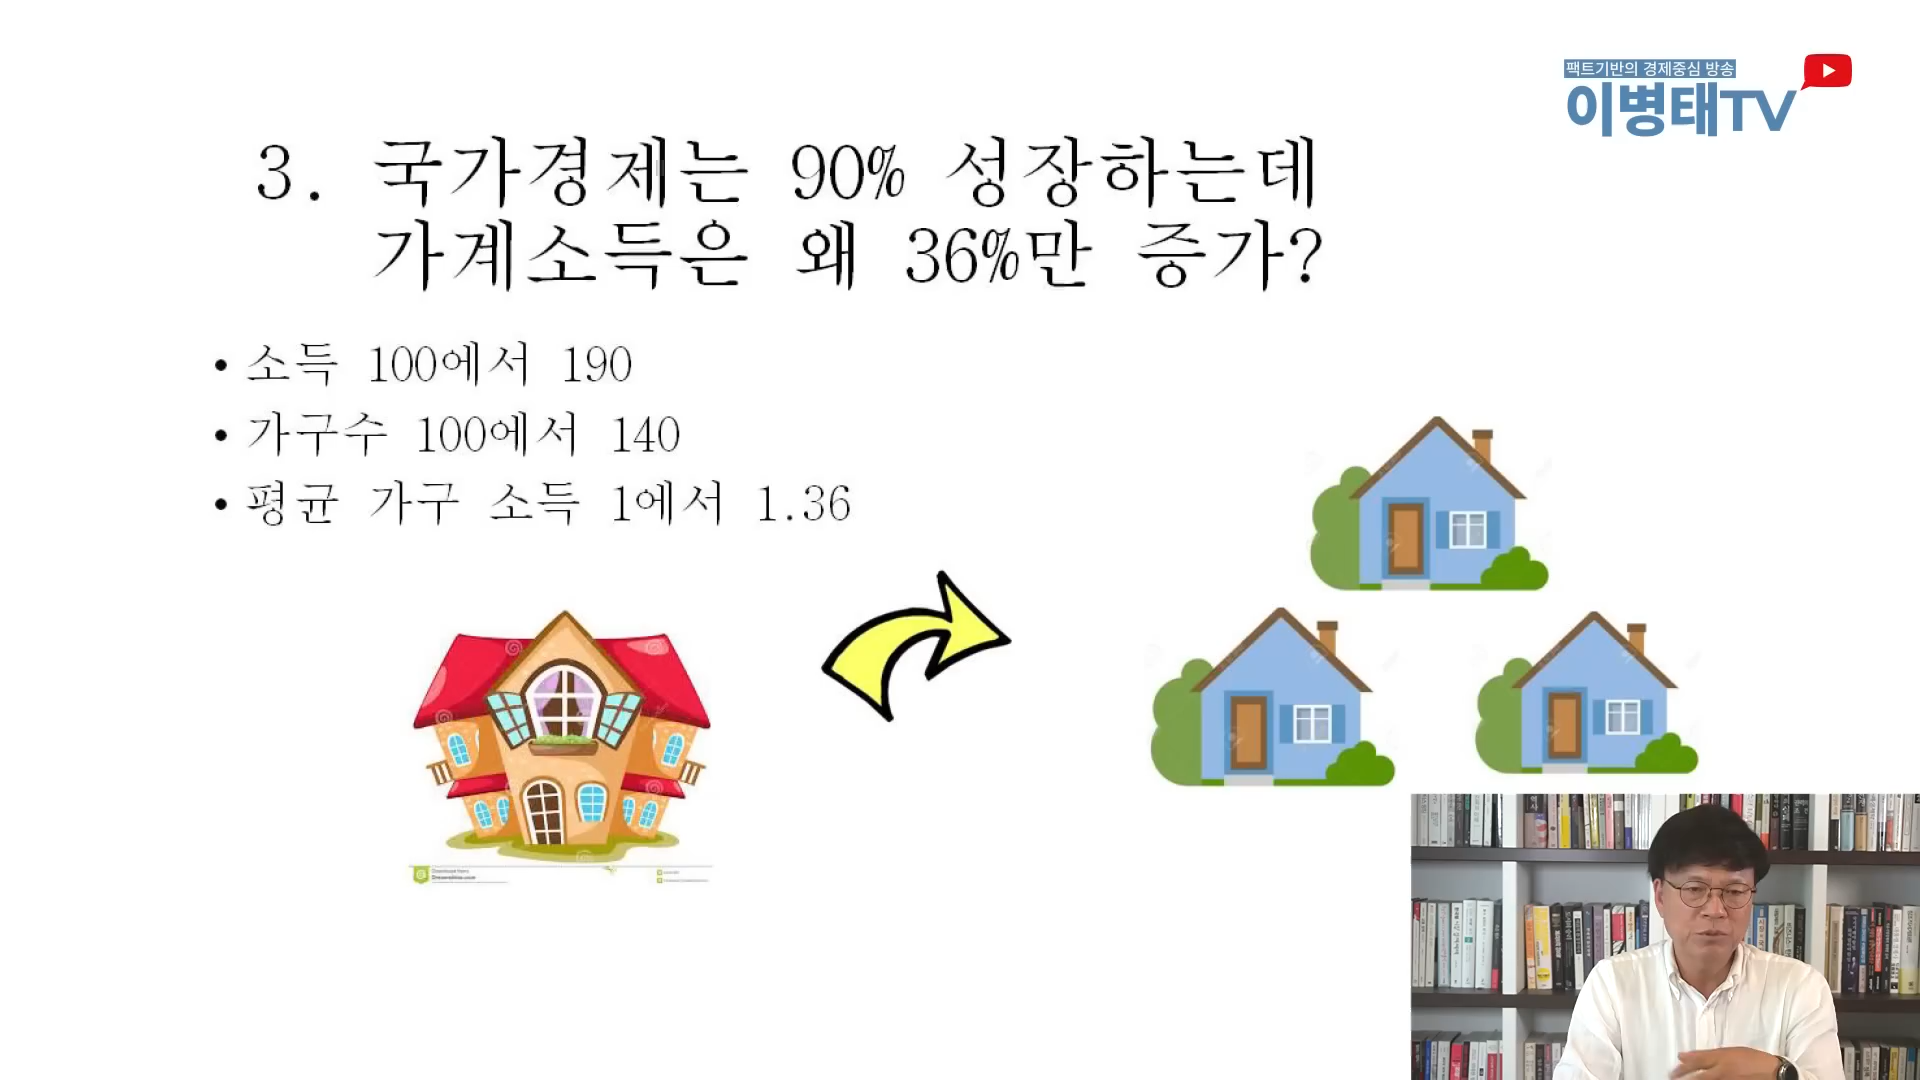 팩트기반의 경제중심 방송
이병태TV
3. 국가경제는 90% 성장하는데
가계소득은 왜 36%만 증가?
• 소득 100에서 190
• 가구수 100에서 140
• 평균 가구 소득 1에서 1.36